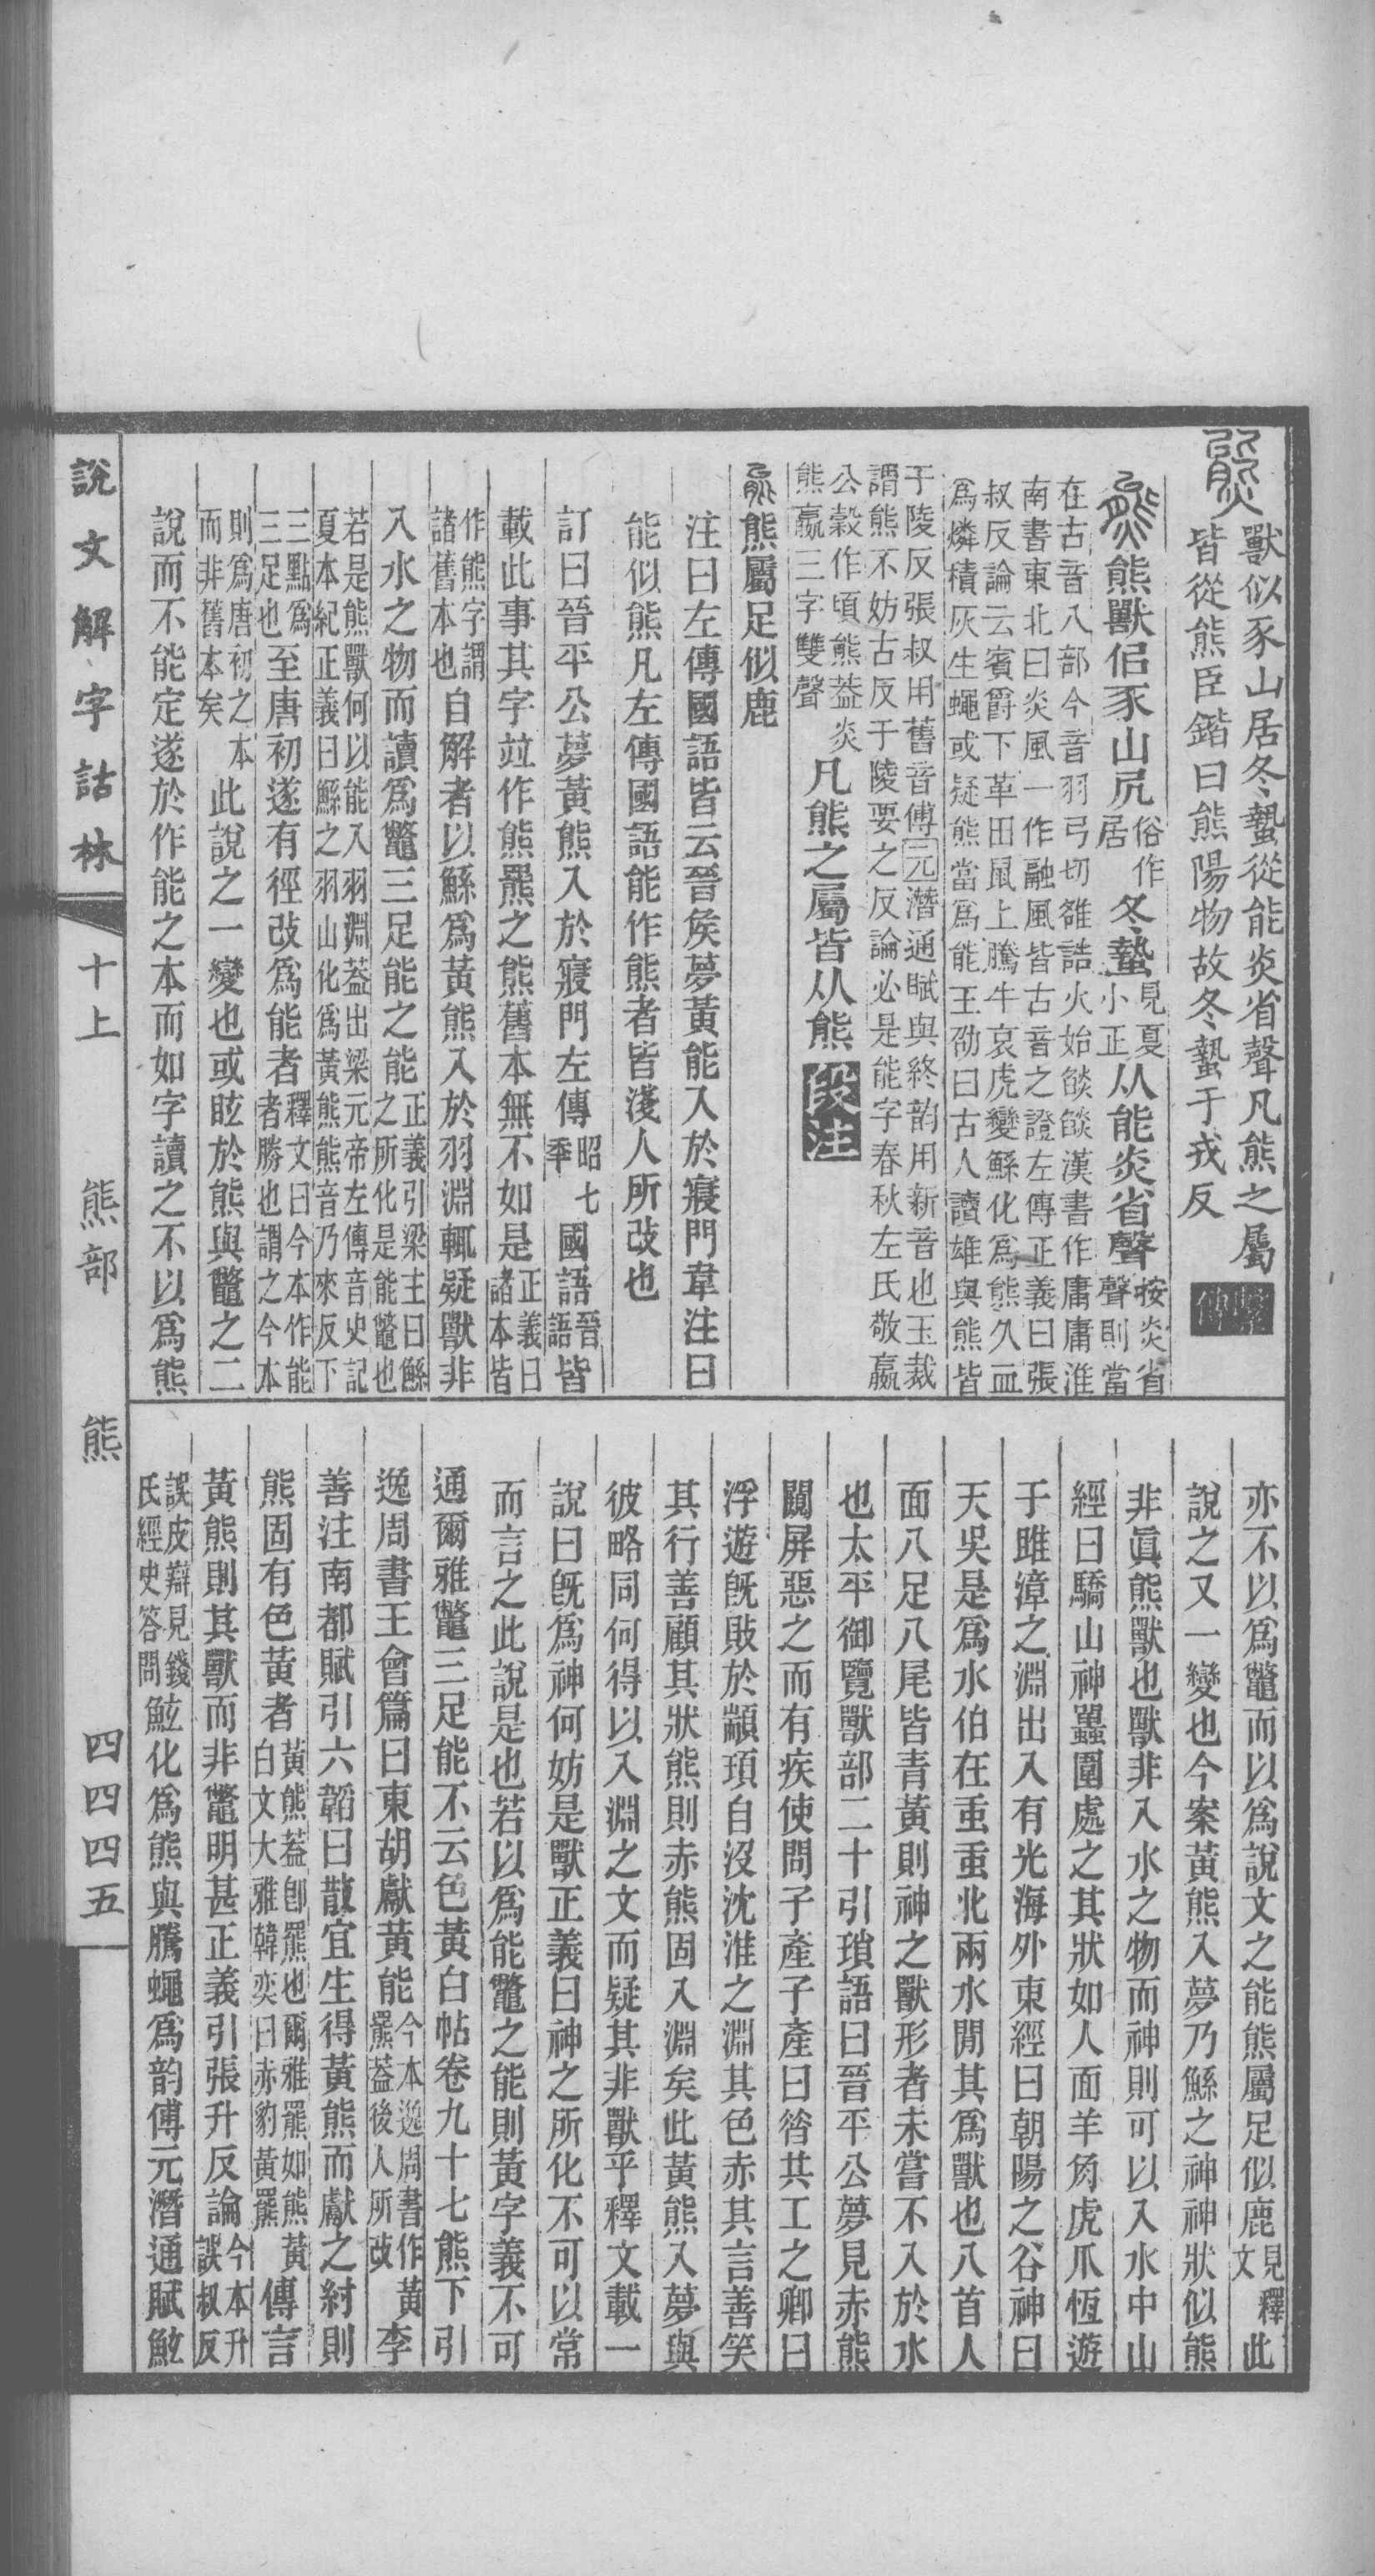 獸似豕山居冬蟄從能炎省聲凡熊之屬
皆從熊臣鍇曰熊陽物故冬蟄于戎反 繫傳
熊獸佀豕山凥俗作居冬蟄見夏小正从能炎省聲按炎省聲則當
在古音八部今音羽弓切雒誥火始燄燄漢書作庸庸淮
南書東北曰炎風一作融風皆古音之證左傳正義曰張
叔反論云賓爵下革田鼠上騰牛哀虎變鯀化爲熊久血
爲燐積灰生蠅或疑熊當爲能王劭曰古人讀雄與熊皆
于陵反張叔用舊音傅元潛通賦與終韵用新音也玉裁
謂熊不妨古反于陵要之反論必是能字春秋左氏敬嬴
公穀作頃熊葢炎
熊嬴三字雙聲凡熊之屬皆从熊 段注
熊屬足似鹿
注曰左傳國語皆云晉矦夢黃能入於寢門韋注曰
能似熊凡左傳國語能作熊者皆淺人所改也
訂曰晉平公夢黃熊入於寢門左傳昭七年國語晉語皆
載此事其字竝作熊羆之熊舊本無不如是正義曰諸本皆
作熊字謂諸舊本也自解者以鯀爲黃熊入於羽淵輒疑獸非
入水之物而讀爲鼈三足能之能正義引梁主曰鯀之所化是能鼈也
若是熊獸何以能入羽淵葢出梁元帝左傳音史記
夏本紀正義曰鯀之羽山化爲黃熊熊音乃來反下
三點爲三足也至唐初遂有徑改爲能者釋文曰今本作能者勝也謂之今本
則爲唐初之本而非舊本矣此說之一變也或眩於熊與鼈之二
說而不能定遂於作能之本而如字讀之不以爲熊
亦不以爲鼈而以爲說文之能熊屬足似鹿見釋文此
說之又一變也今案黃熊入夢乃鯀之神神狀似熊
非眞熊獸也獸非入水之物而神則可以入水中山
經曰驕山神䰠圍處之其狀如人面羊角虎爪恆遊
于雎漳之淵出入有光海外東經曰朝陽之谷神曰
天吳是爲水伯在䖝䖝北兩水閒其爲獸也八首人
面八足八尾皆青黃則神之獸形者未嘗不入於水
也太平御覽獸部二十引瑣語曰晉平公夢見赤熊
闚屏惡之而有疾使問子產子產曰昝共工之卿曰
浮遊旣敗於顓頊自沒沈淮之淵其色赤其言善笑
其行善顧其狀熊則赤熊固入淵矣此黃熊入夢與
彼略同何得以入淵之文而疑其非獸乎釋文載一
說曰旣爲神何妨是獸正義曰神之所化不可以常
而言之此說是也若以爲能鼈之能則黃字義不可
通爾雅鼈三足能不云色黃白帖卷九十七熊下引
逸周書王會篇曰東胡獻黃能今本逸周書作黃羆葢後人所改李
善注南都賦引六韜曰散宜生得黃熊而獻之紂則
熊固有色黃者黃熊葢卽羆也爾雅羆如熊黃白文大雅韓奕曰赤豹黃羆傳言
黃熊則其獸而非鼈明甚正義引張升反論今本升誤叔反
誤皮辯見錢氏經史答問鮌化爲熊與騰蠅爲韵傅元潛通賦鮌
說文解字詁林 十上 熊部 熊 四四四五